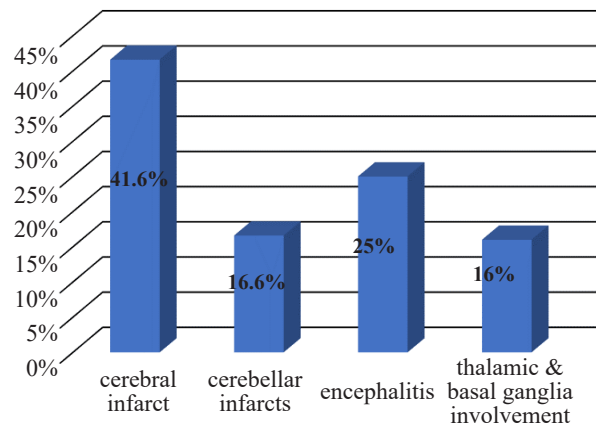 45%
40%
35%
30%
25%
20%
15%
10%
5%
0%
41.6%
16.6%
25%
16%
cerebral
infarct
cerebellar
infarcts
encephalitis
thalamic &
basal ganglia
involvement